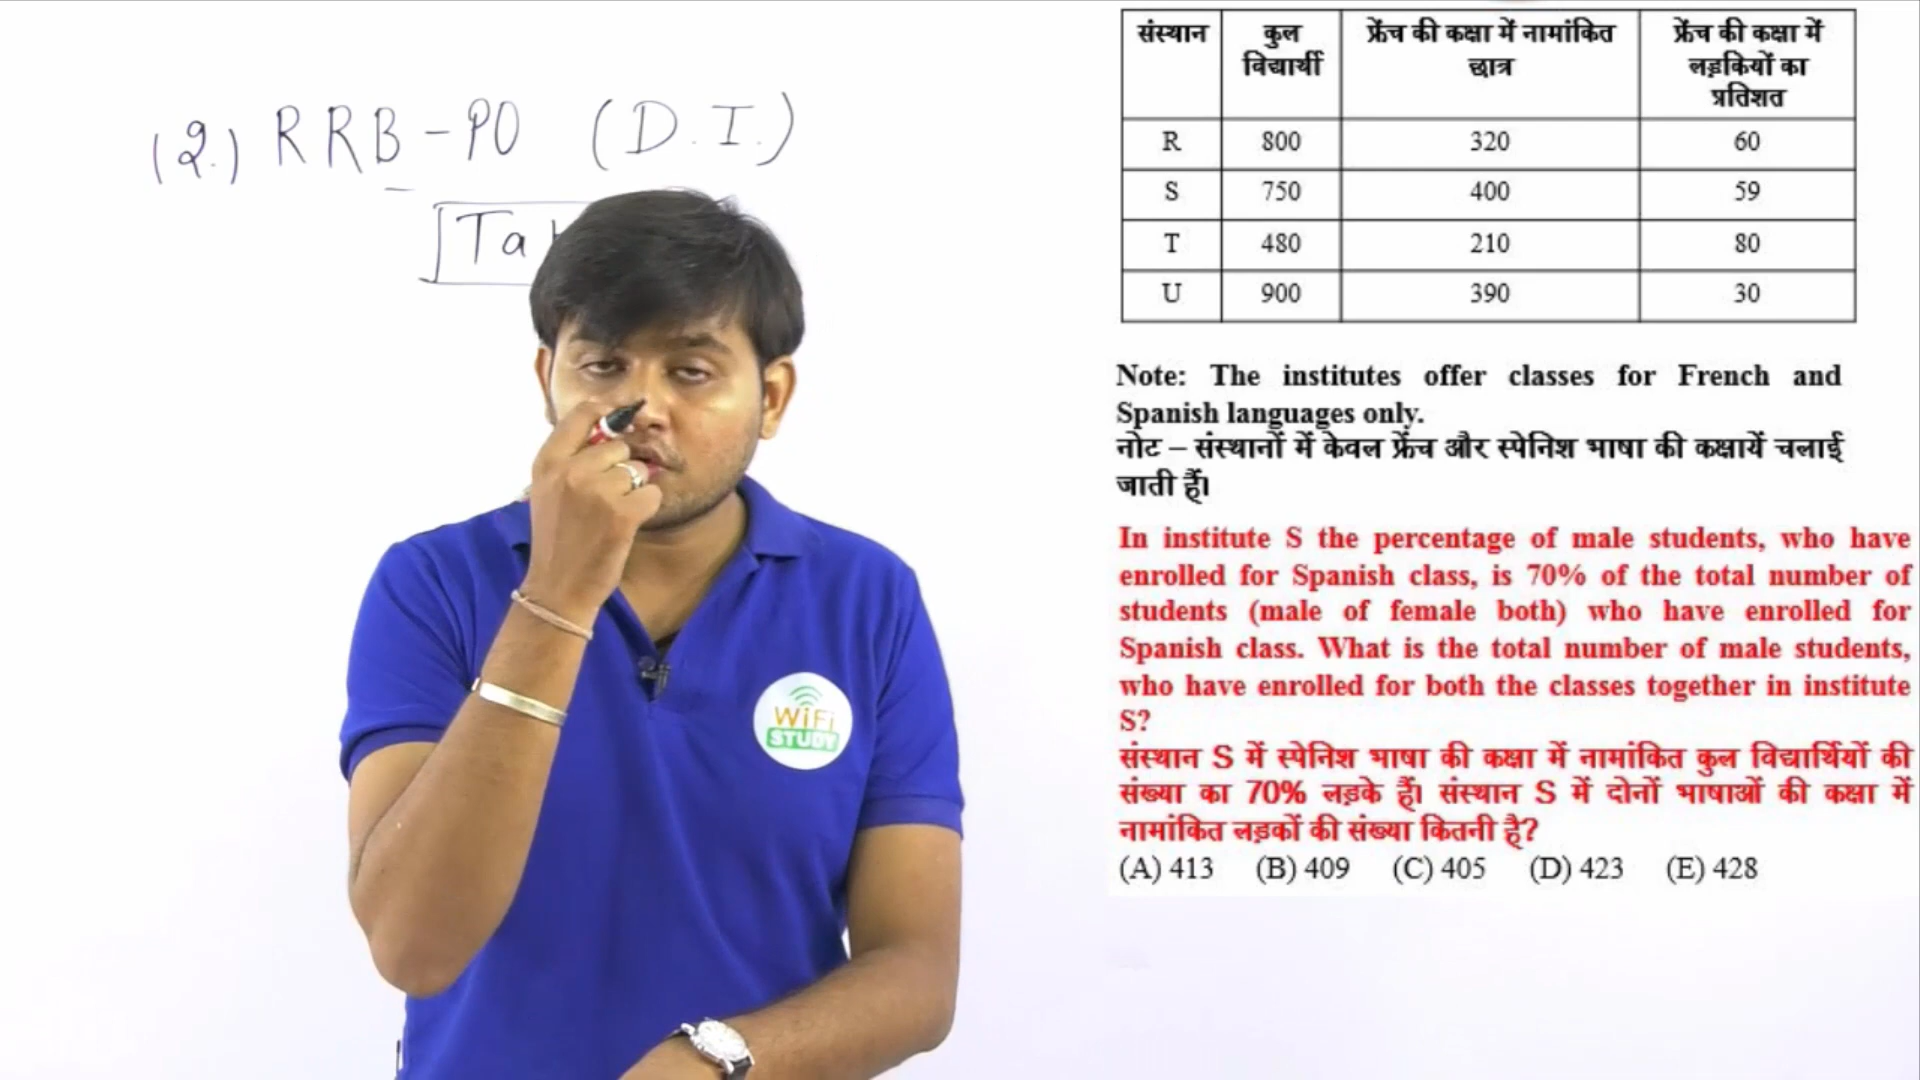 (2.) RRB-PO (D.I.)
Ta
WiFi
STUDY
संस्थान कुल विद्यार्थी फ्रेंच की कक्षा में नामांकित छात्र फ्रेंच की कक्षा में लड़कियों का प्रतिशत
R 800 320 60
S 750 400 59
T 480 210 80
U 900 390 30
Note: The institutes offer classes for French and
Spanish languages only.
नोट – संस्थानों में केवल फ्रेंच और स्पेनिश भाषा की कक्षायें चलाई
जाती हैं।
In institute S the percentage of male students, who have
enrolled for Spanish class, is 70% of the total number of
students (male of female both) who have enrolled for
Spanish class. What is the total number of male students,
who have enrolled for both the classes together in institute
S?
संस्थान S में स्पेनिश भाषा की कक्षा में नामांकित कुल विद्यार्थियों की
संख्या का 70% लड़के हैं। संस्थान S में दोनों भाषाओं की कक्षा में
नामांकित लड़कों की संख्या कितनी है?
(A) 413 (B) 409 (C) 405 (D) 423 (E) 428